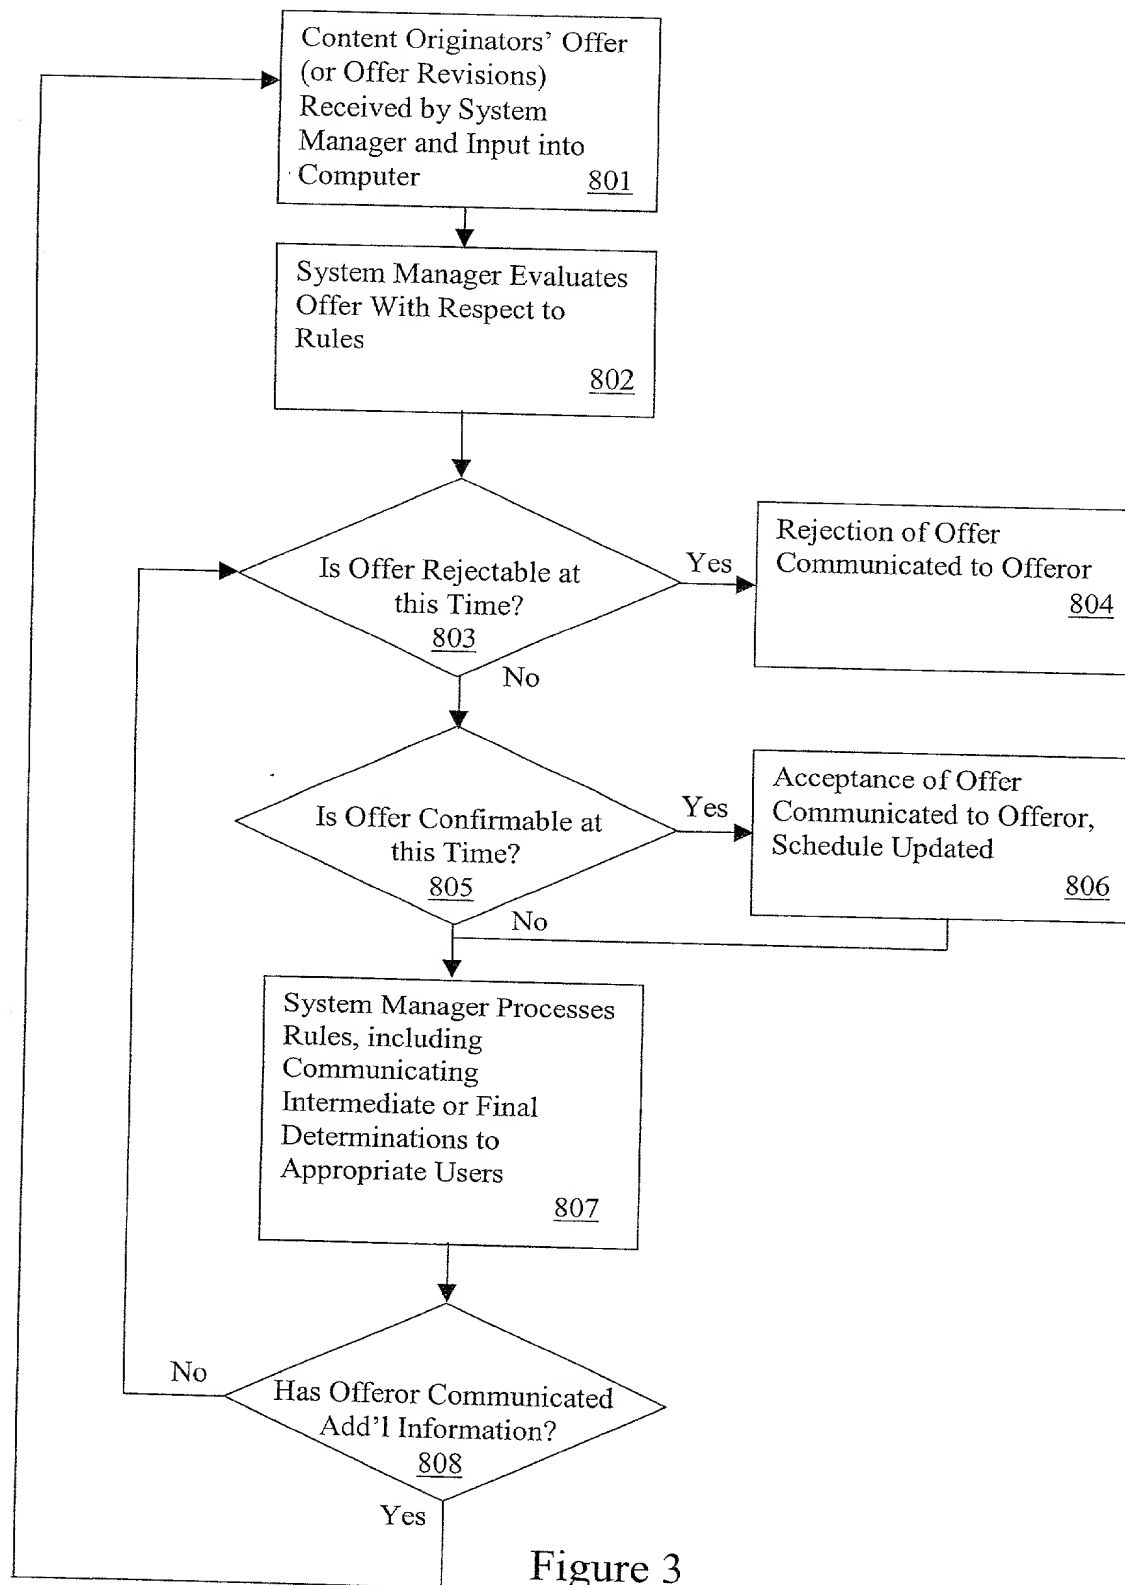 Content Originators' Offer
(or Offer Revisions)
Received by System
Manager and Input into
Computer 801
System Manager Evaluates
Offer With Respect to
Rules
802
Is Offer Rejectable at
this Time?
803
Yes
No
Rejection of Offer
Communicated to Offeror
804
Is Offer Confirmable at
this Time?
805
Yes
No
Acceptance of Offer
Communicated to Offeror,
Schedule Updated
806
System Manager Processes
Rules, including
Communicating
Intermediate or Final
Determinations to
Appropriate Users
807
No
Has Offeror Communicated
Add'l Information?
808
Yes
Figure 3